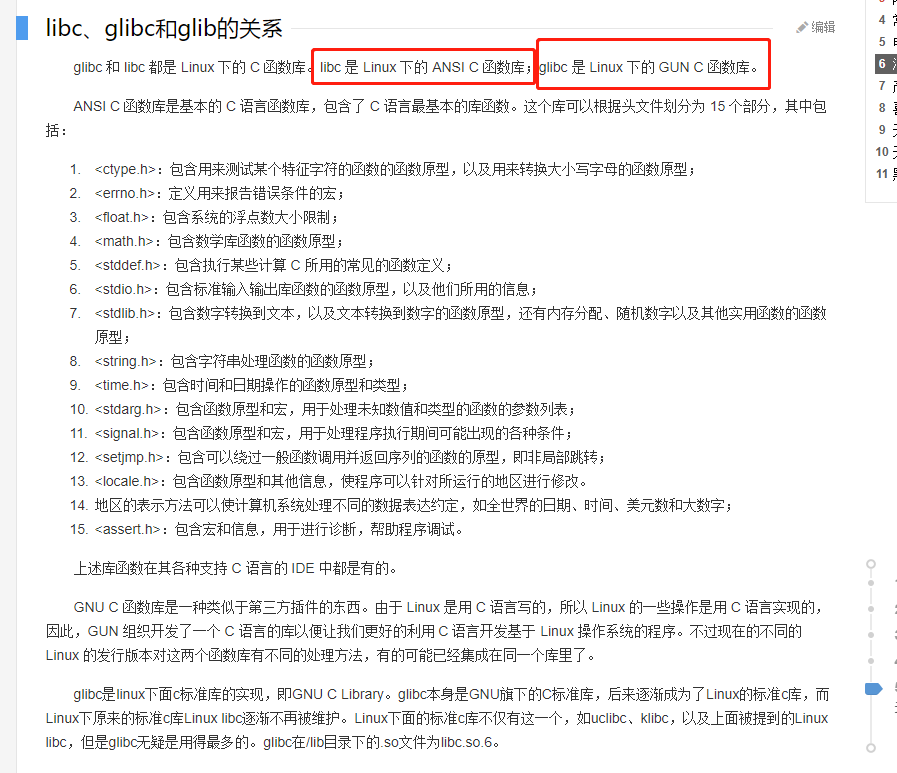 libc、glibc和glib的关系
编辑
glibc 和 libc 都是 Linux 下的 C 函数库。libc 是 Linux 下的 ANSI C 函数库；glibc 是 Linux 下的 GUN C 函数库。
ANSI C 函数库是基本的 C 语言函数库，包含了 C 语言最基本的库函数。这个库可以根据头文件划分为 15 个部分，其中包
括：
1. <ctype.h>：包含用来测试某个特征字符的函数的函数原型，以及用来转换大小写字母的函数原型；
2. <errno.h>：定义用来报告错误条件的宏；
3. <float.h>：包含系统的浮点数大小限制；
4. <math.h>：包含数学库函数的函数原型；
5. <stddef.h>：包含执行某些计算 C 所用的常见的函数定义；
6. <stdio.h>：包含标准输入输出库函数的函数原型，以及他们所用的信息；
7. <stdlib.h>：包含数字转换到文本，以及文本转换到数字的函数原型，还有内存分配、随机数字以及其他实用函数的函数
原型；
8. <string.h>：包含字符串处理函数的函数原型；
9. <time.h>：包含时间和日期操作的函数原型和类型；
10. <stdarg.h>：包含函数原型和宏，用于处理未知数值和类型的函数的参数列表；
11. <signal.h>：包含函数原型和宏，用于处理程序执行期间可能出现的各种条件；
12. <setjmp.h>：包含可以绕过一般函数调用并返回序列的函数的原型，即非局部跳转；
13. <locale.h>：包含函数原型和其他信息，使程序可以针对所运行的地区进行修改。
14. 地区的表示方法可以使计算机系统处理不同的数据表达约定，如全世界的日期、时间、美元数和大数字；
15. <assert.h>：包含宏和信息，用于进行诊断，帮助程序调试。
上述库函数在其各种支持 C 语言的 IDE 中都是有的。
GNU C 函数库是一种类似于第三方插件的东西。由于 Linux 是用 C 语言写的，所以 Linux 的一些操作是用 C 语言实现的，
因此，GUN 组织开发了一个 C 语言的库以便让我们更好的利用 C 语言开发基于 Linux 操作系统的程序。不过现在的不同的
Linux 的发行版本对这两个函数库有不同的处理方法，有的可能已经集成在同一个库里了。
glibc是linux下面c标准库的实现，即GNU C Library。glibc本身是GNU旗下的C标准库，后来逐渐成为了Linux的标准c库，而
Linux下原来的标准c库Linux libc逐渐不再被维护。Linux下面的标准c库不仅有这一个，如uclibc、klibc，以及上面被提到的Linux
libc，但是glibc无疑是用得最多的。glibc在/lib目录下的.so文件为libc.so.6。
4
5
6
7
8
9
10
11